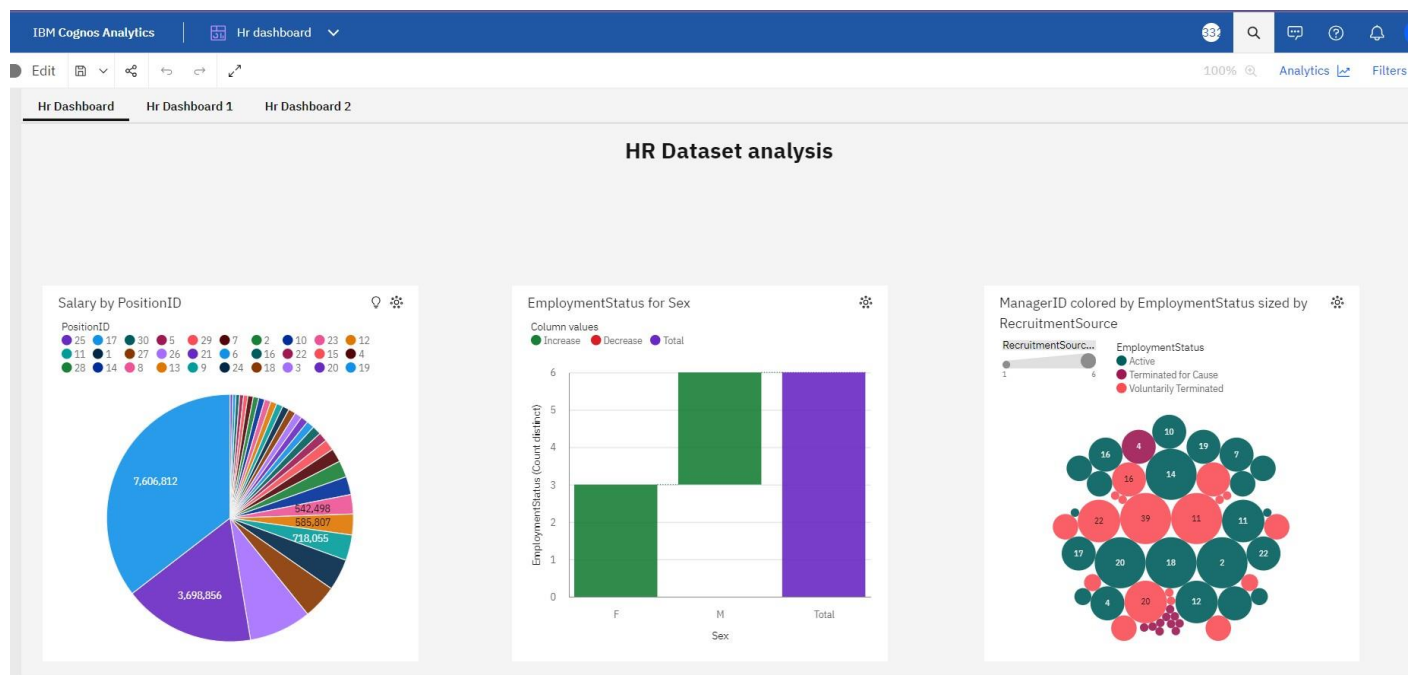 IBM Cognos Analytics
Hr dashboard
Edit
100%
Analytics
Filters
Hr Dashboard Hr Dashboard 1 Hr Dashboard 2
HR Dataset analysis
Salary by PositionID
PositionID
25 17 30 5 29 7 2 10 23 12
11 1 27 26 21 6 16 22 15 4
28 14 8 13 9 24 18 3 20 19
7,606,812
542,498
585,807
718,055
3,698,856
EmploymentStatus for Sex
Column values
Increase Decrease Total
EmploymentStatus (Count distinct)
6
5
4
3
2
1
0
F M Total
Sex
ManagerID colored by EmploymentStatus sized by
RecruitmentSource
RecruitmentSourc...
1 6
EmploymentStatus
Active
Terminated for Cause
Voluntarily Terminated
10
16 4 19 7
16 14
22 39 11 11
17 20 18 2 22
4 20 12